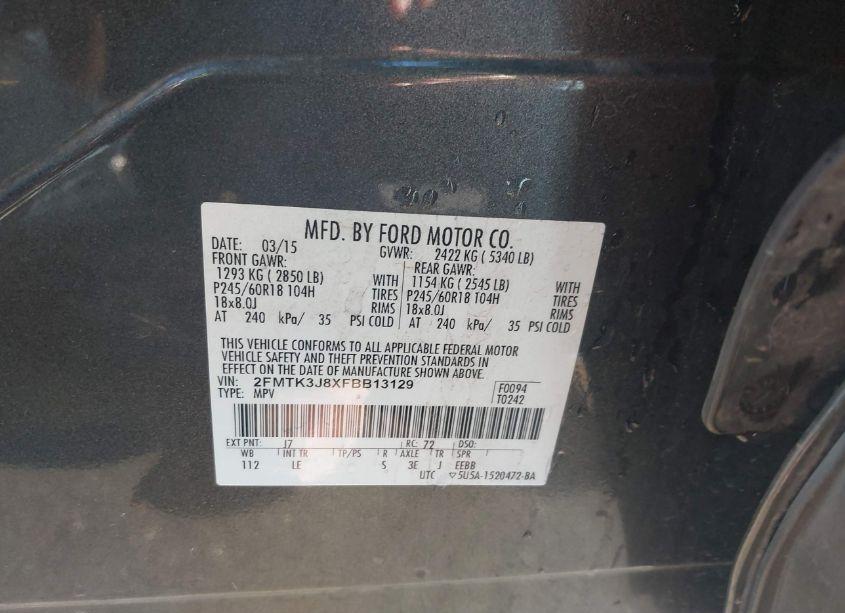 MFD. BY FORD MOTOR CO.
DATE: 03/15 GVWR: 2422 KG ( 5340 LB)
FRONT GAWR: REAR GAWR:
1293 KG ( 2850 LB) WITH 1154 KG ( 2545 LB) WITH
P245/60R18 104H TIRES P245/60R18 104H TIRES
18x8.0J RIMS 18x8.0J RIMS
AT 240 kPa/ 35 PSI COLD AT 240 kPa/ 35 PSI COLD
THIS VEHICLE CONFORMS TO ALL APPLICABLE FEDERAL MOTOR
VEHICLE SAFETY AND THEFT PREVENTION STANDARDS IN
EFFECT ON THE DATE OF MANUFACTURE SHOWN ABOVE.
VIN: 2FMTK3J8XFBB13129 F0094
TYPE: MPV T0242
EXT PNT: J7 RC: 72 DSO:
WB INT TR TP/PS R AXLE TR SPR
112 LE S 3E J EEBB
UTC ▽5U5A-1520472-BA